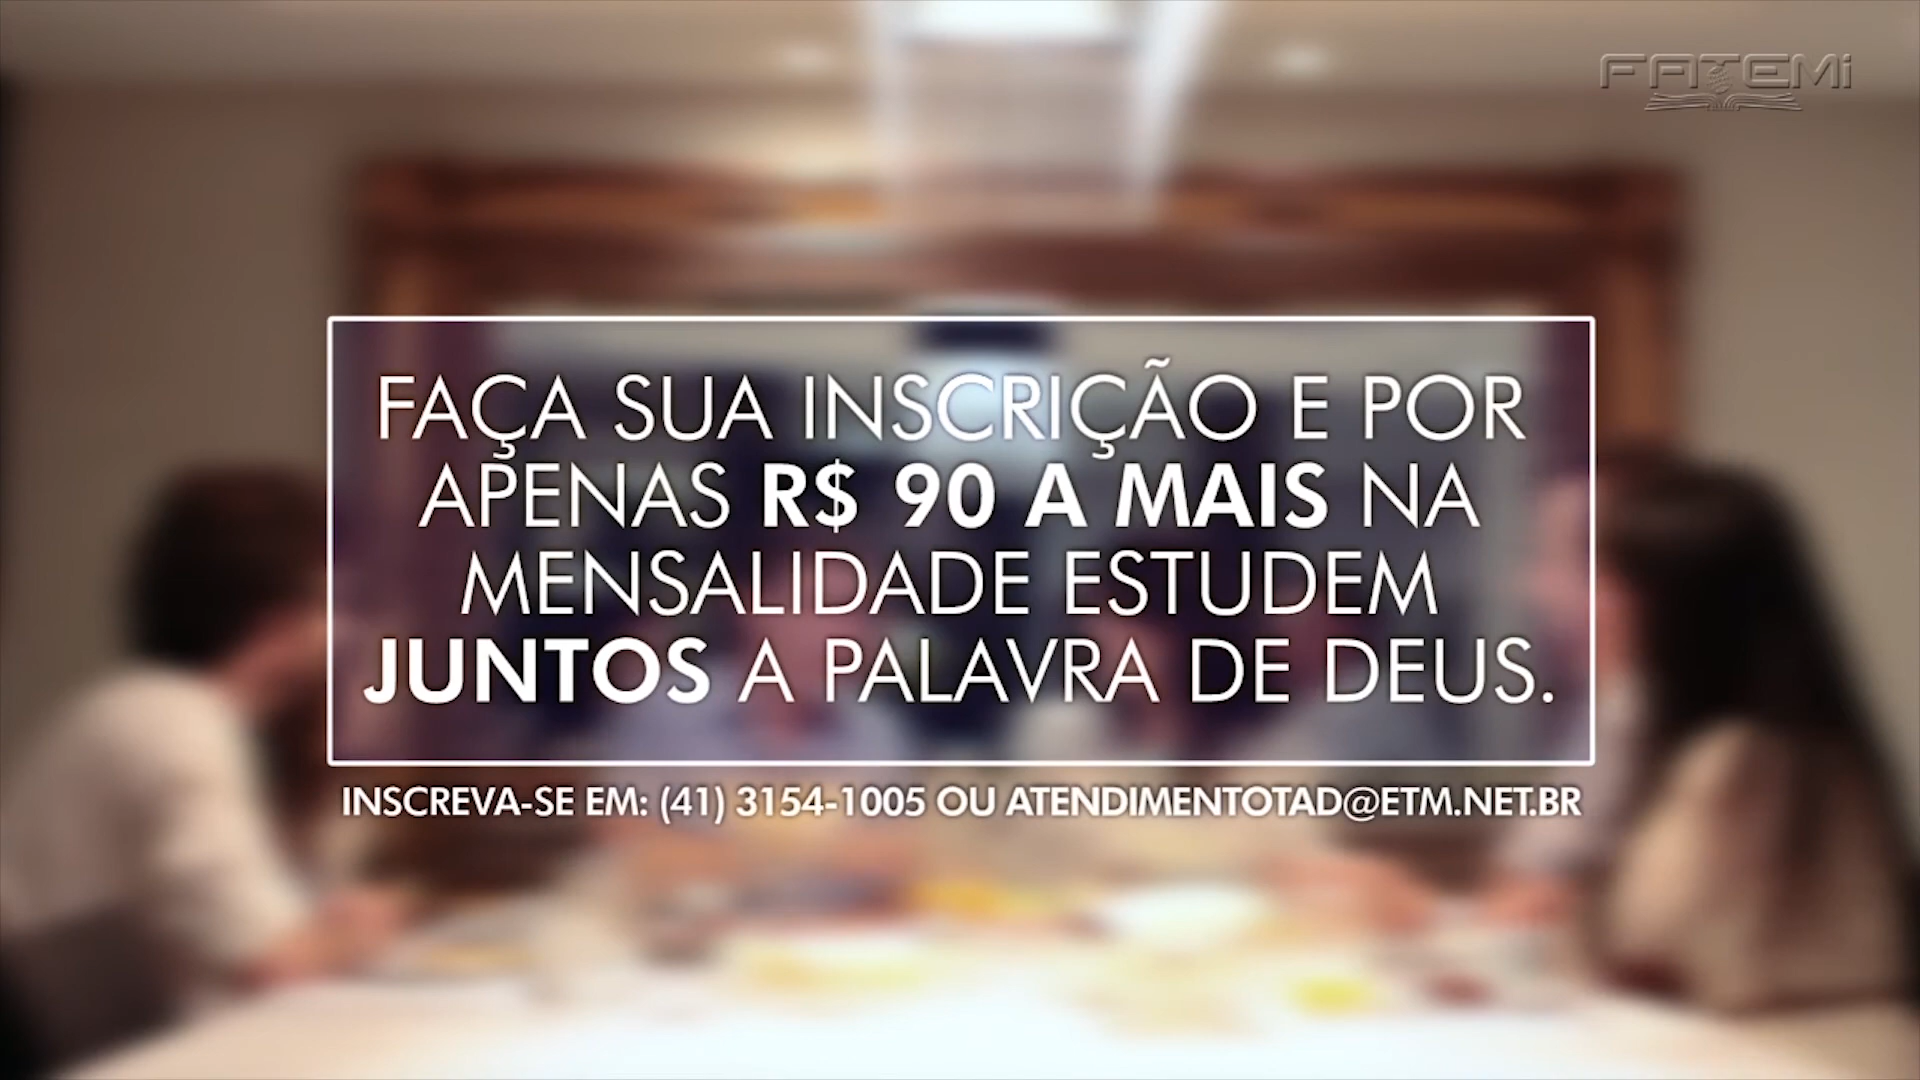 FATEMi
FAÇA SUA INSCRIÇÃO E POR
APENAS R$ 90 A MAIS NA
MENSALIDADE ESTUDEM
JUNTOS A PALAVRA DE DEUS.
INSCREVA-SE EM: (41) 3154-1005 OU ATENDIMENTOTAD@ETM.NET.BR